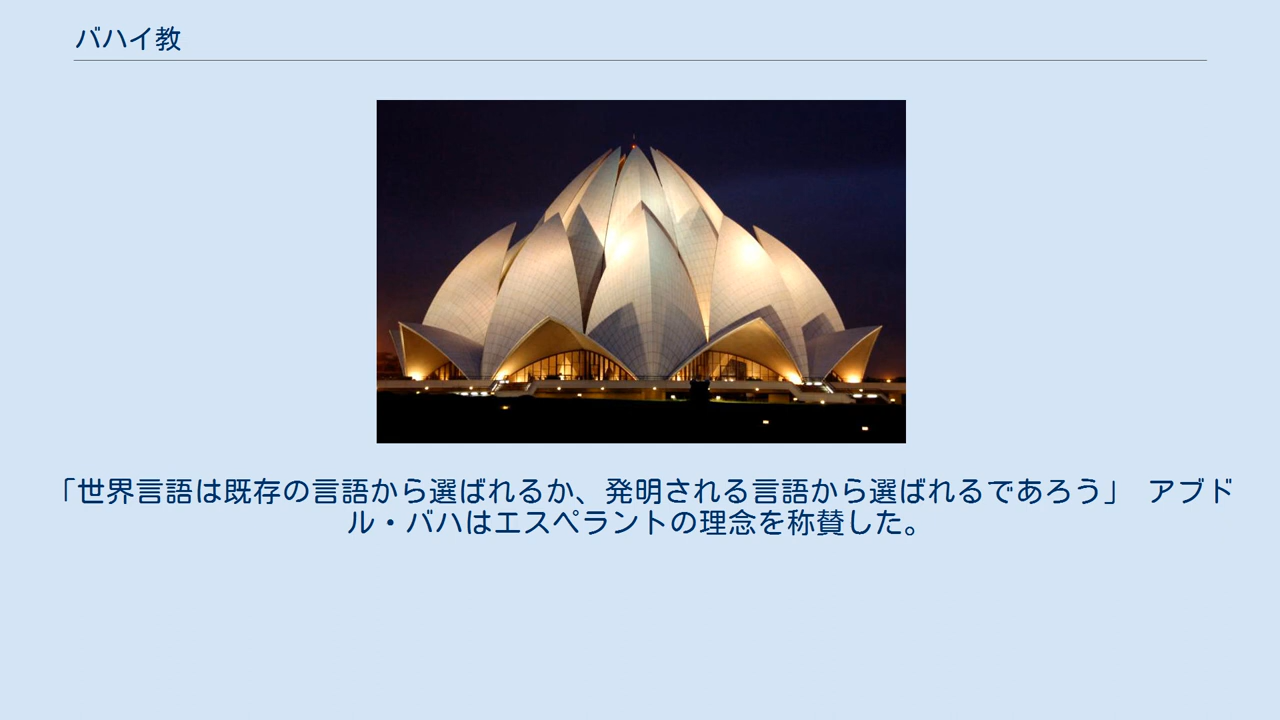 バハイ教
「世界言語は既存の言語から選ばれるか、発明される言語から選ばれるであろう」 アブド
ル・バハはエスペラントの理念を称賛した。